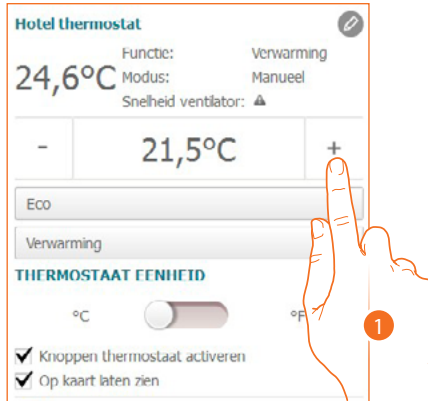 Hotel thermostat
24,6°C
Functie: Verwarming
Modus: Manueel
Snelheid ventilator:
- 21,5°C +
Eco
Verwarming
THERMOSTAAT EENHEID
°C °F
Knoppen thermostaat activeren
Op kaart laten zien
1